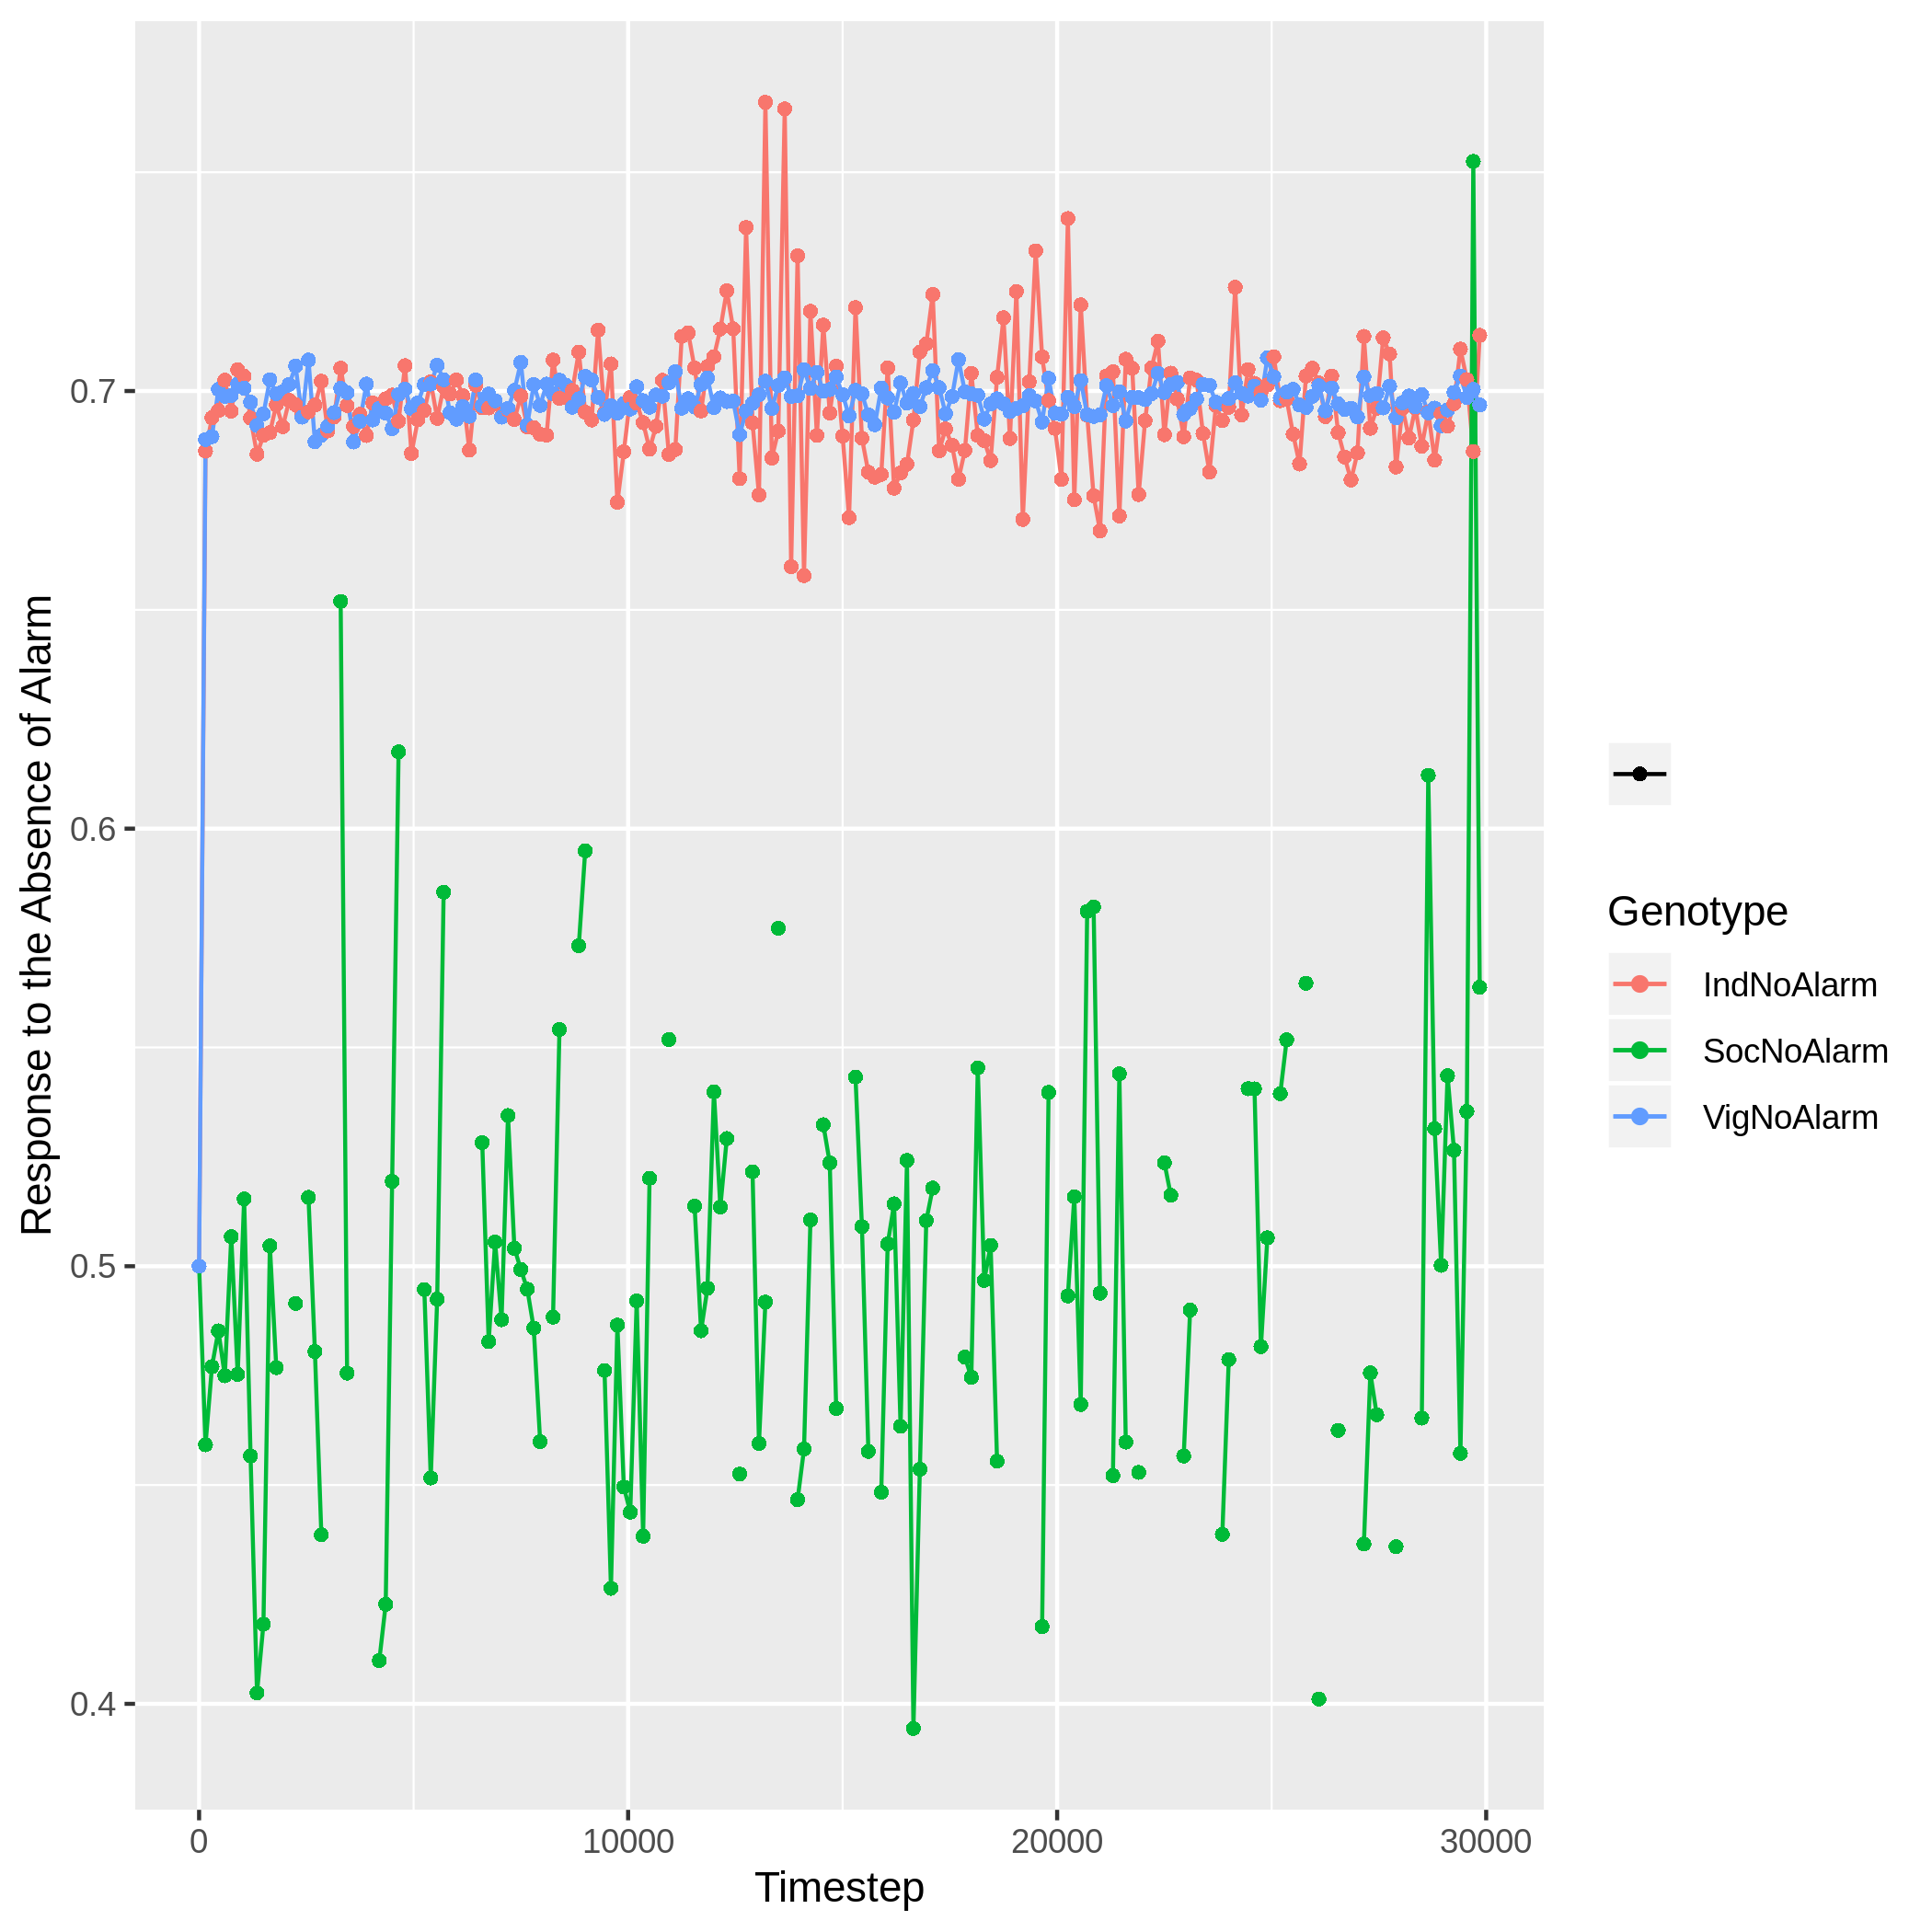 Response to the Absence of Alarm
0.7
0.6
0.5
0.4
0
10000
20000
30000
Timestep
Genotype
IndNoAlarm
SocNoAlarm
VigNoAlarm